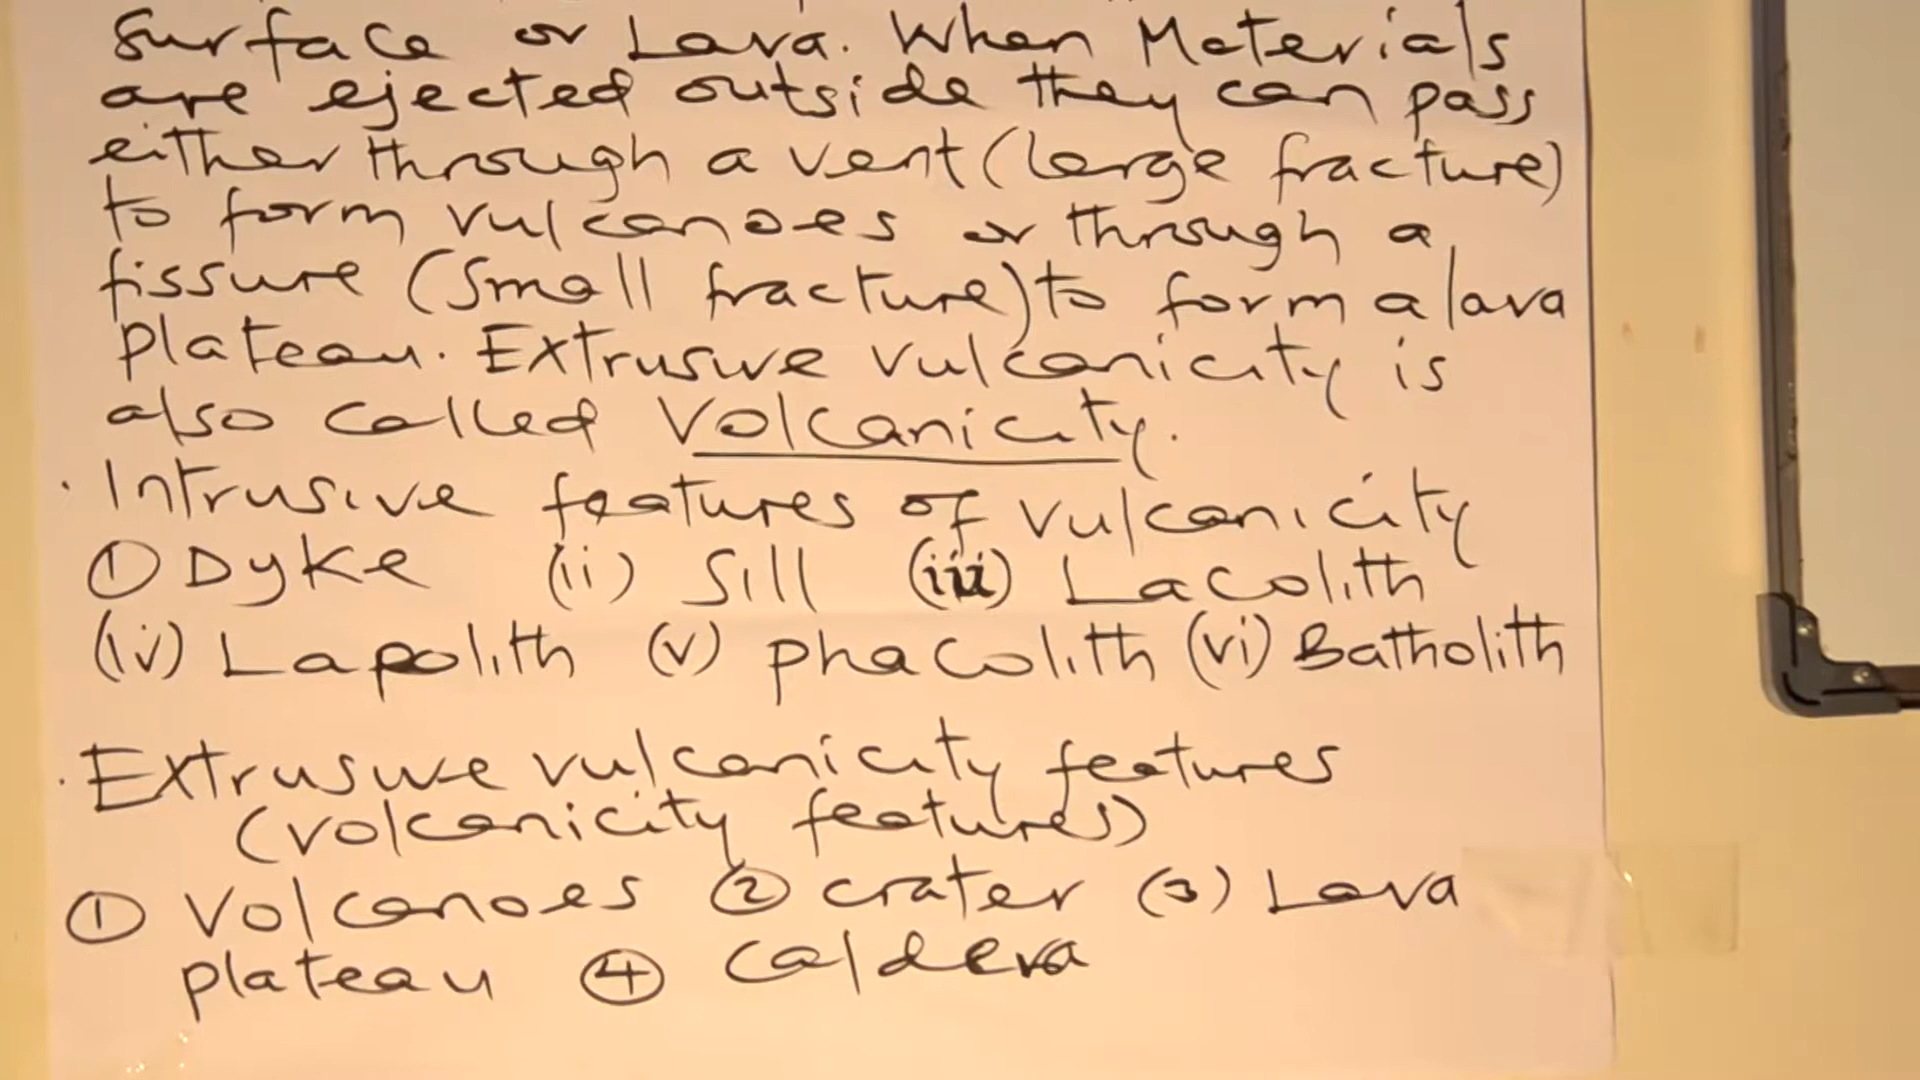 Surface or Lava. When Materials
are ejected outside they can pass
either through a vent (large fracture)
to form vulcanoes or through a
fissure (small fracture) to form a lava
plateau. Extrusive vulcanicity is
also called Volcanicity.
· Intrusive features of vulcanicity
① Dyke (ii) Sill (iii) Lacolith
(iv) Lapolith (v) phacolith (vi) Batholith
· Extrusive vulcanicity features
(volcanicity features)
① Volcanoes ② crater (3) Lava
plateau ④ caldera